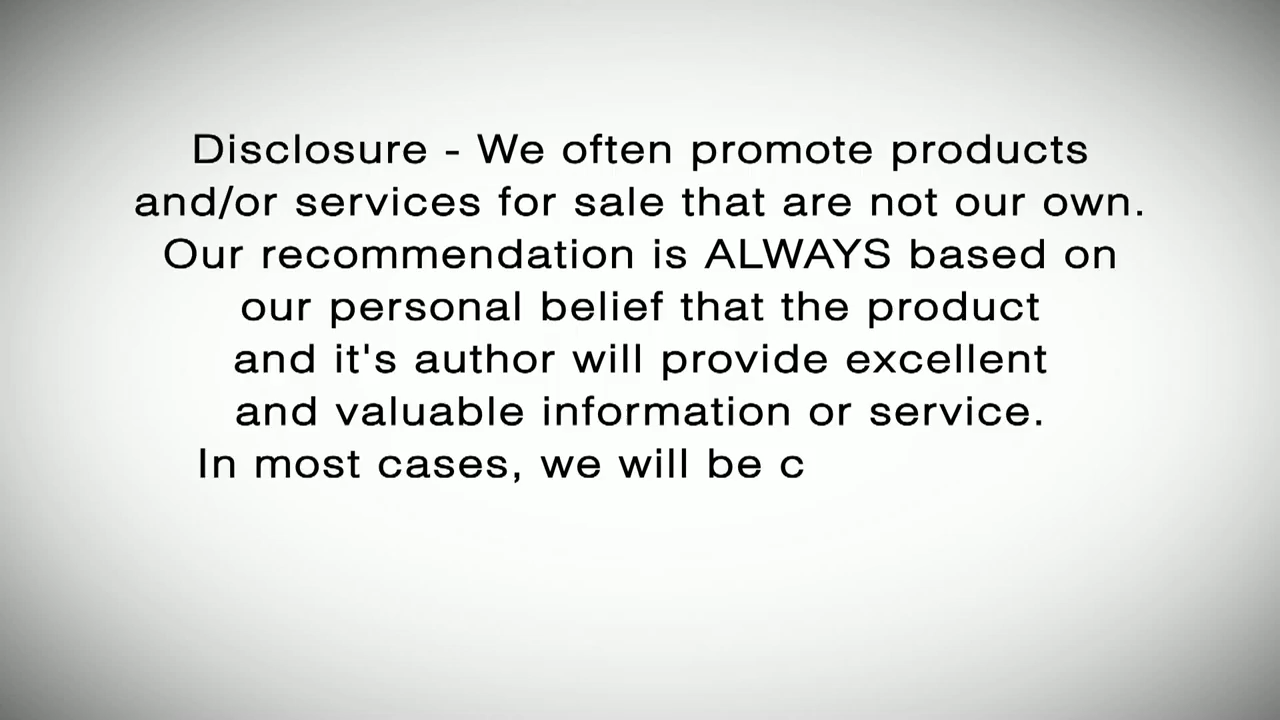 Disclosure - We often promote products
and/or services for sale that are not our own.
Our recommendation is ALWAYS based on
our personal belief that the product
and it's author will provide excellent
and valuable information or service.
In most cases, we will be c